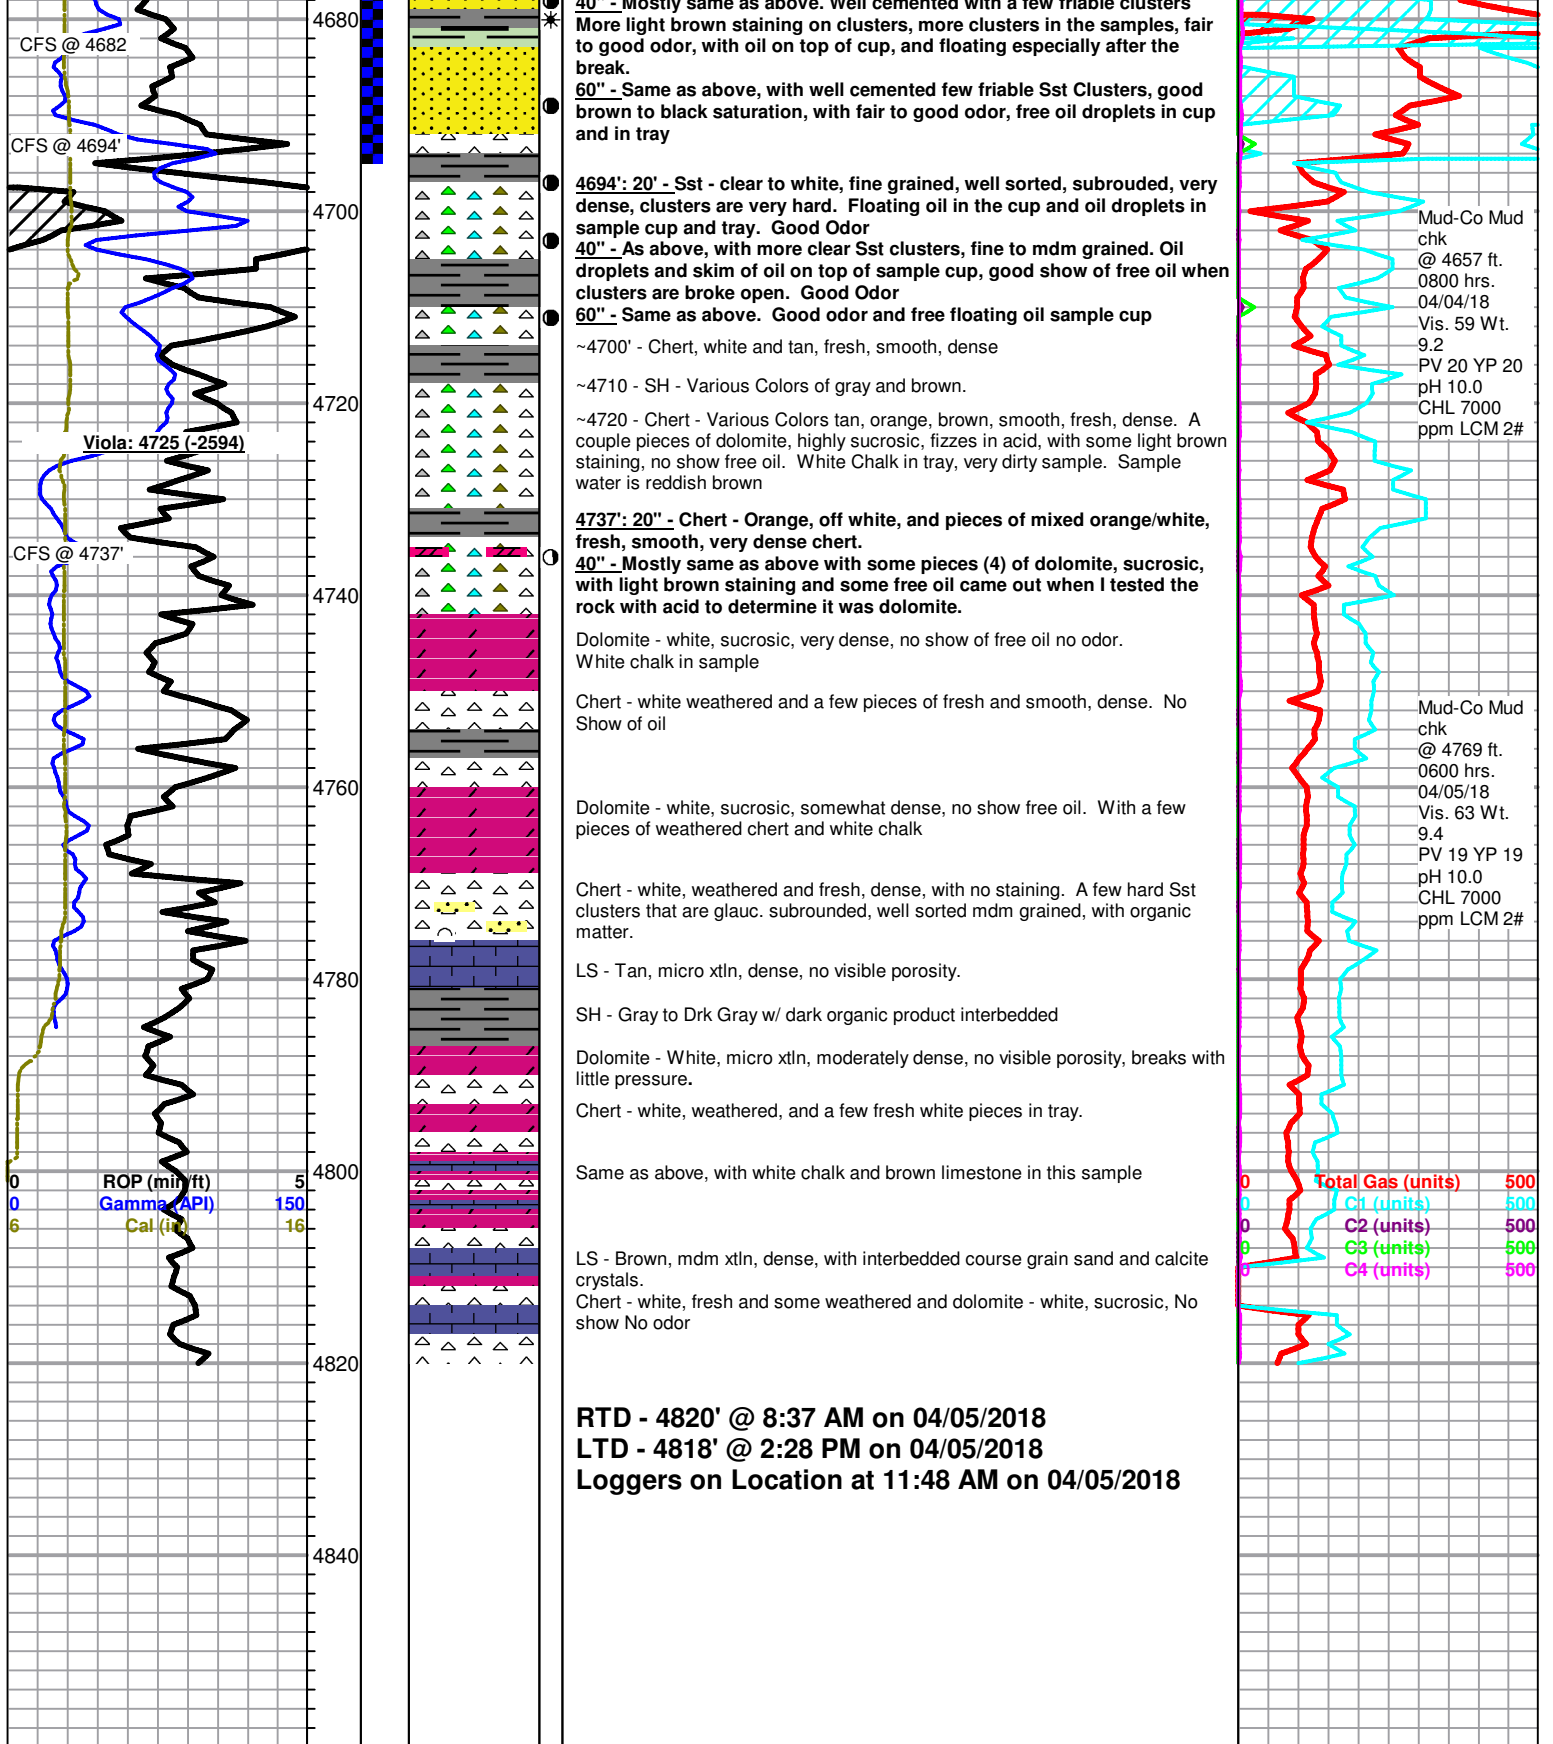 4680
CFS @ 4682
CFS @ 4694'
4700
4720
Viola: 4725 (-2594)
CFS @ 4737'
4740
4760
4780
4800
0 ROP (min/ft) 5
0 Gamma (API) 150
6 Cal (in) 16
4820
4840
40" - Mostly same as above. Well cemented with a few friable clusters
More light brown staining on clusters, more clusters in the samples, fair
to good odor, with oil on top of cup, and floating especially after the
break.
60" - Same as above, with well cemented few friable Sst Clusters, good
brown to black saturation, with fair to good odor, free oil droplets in cup
and in tray
4694': 20' - Sst - clear to white, fine grained, well sorted, subrouded, very
dense, clusters are very hard. Floating oil in the cup and oil droplets in
sample cup and tray. Good Odor
40" - As above, with more clear Sst clusters, fine to mdm grained. Oil
droplets and skim of oil on top of sample cup, good show of free oil when
clusters are broke open. Good Odor
60" - Same as above. Good odor and free floating oil sample cup
~4700' - Chert, white and tan, fresh, smooth, dense
~4710 - SH - Various Colors of gray and brown.
~4720 - Chert - Various Colors tan, orange, brown, smooth, fresh, dense. A
couple pieces of dolomite, highly sucrosic, fizzes in acid, with some light brown
staining, no show free oil. White Chalk in tray, very dirty sample. Sample
water is reddish brown
4737': 20" - Chert - Orange, off white, and pieces of mixed orange/white,
fresh, smooth, very dense chert.
40" - Mostly same as above with some pieces (4) of dolomite, sucrosic,
with light brown staining and some free oil came out when I tested the
rock with acid to determine it was dolomite.
Dolomite - white, sucrosic, very dense, no show of free oil no odor.
White chalk in sample
Chert - white weathered and a few pieces of fresh and smooth, dense. No
Show of oil
Dolomite - white, sucrosic, somewhat dense, no show free oil. With a few
pieces of weathered chert and white chalk
Chert - white, weathered and fresh, dense, with no staining. A few hard Sst
clusters that are glauc. subrounded, well sorted mdm grained, with organic
matter.
LS - Tan, micro xtln, dense, no visible porosity.
SH - Gray to Drk Gray w/ dark organic product interbedded
Dolomite - White, micro xtln, moderately dense, no visible porosity, breaks with
little pressure.
Chert - white, weathered, and a few fresh white pieces in tray.
Same as above, with white chalk and brown limestone in this sample
LS - Brown, mdm xtln, dense, with interbedded course grain sand and calcite
crystals.
Chert - white, fresh and some weathered and dolomite - white, sucrosic, No
show No odor
RTD - 4820' @ 8:37 AM on 04/05/2018
LTD - 4818' @ 2:28 PM on 04/05/2018
Loggers on Location at 11:48 AM on 04/05/2018
Mud-Co Mud
chk
@ 4657 ft.
0800 hrs.
04/04/18
Vis. 59 Wt.
9.2
PV 20 YP 20
pH 10.0
CHL 7000
ppm LCM 2#
Mud-Co Mud
chk
@ 4769 ft.
0600 hrs.
04/05/18
Vis. 63 Wt.
9.4
PV 19 YP 19
pH 10.0
CHL 7000
ppm LCM 2#
0 Total Gas (units) 500
0 C1 (units) 500
0 C2 (units) 500
0 C3 (units) 500
0 C4 (units) 500